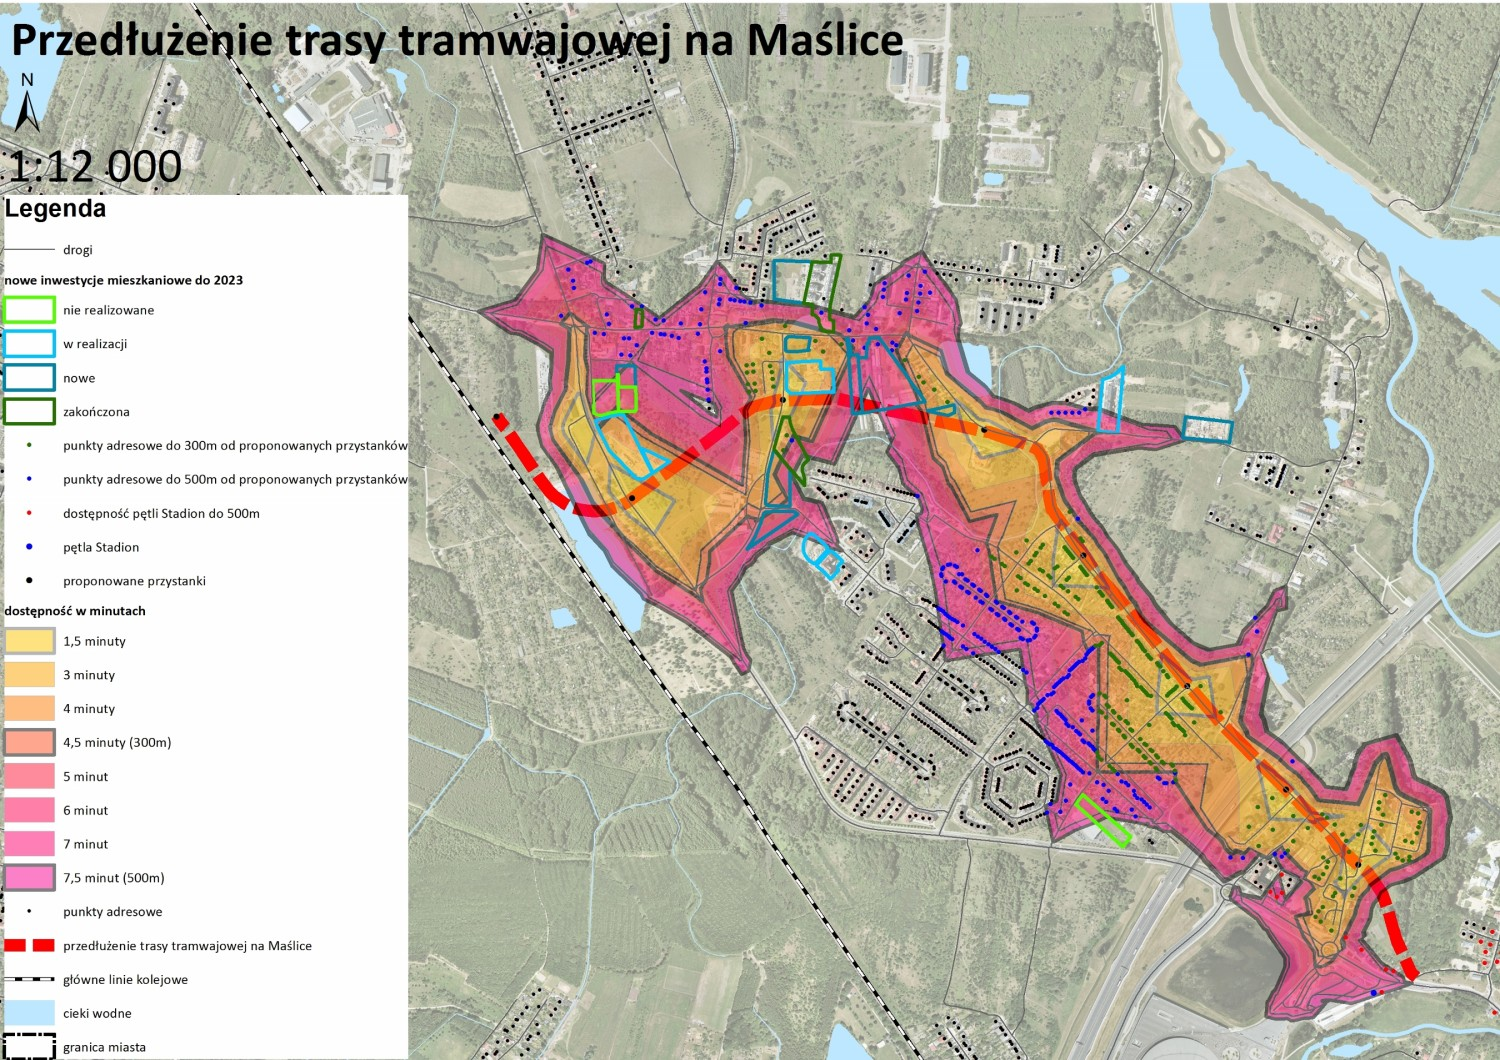 Przedłużenie trasy tramwajowej na Maślice
N
1:12 000
Legenda
drogi
nowe inwestycje mieszkaniowe do 2023
nie realizowane
w realizacji
nowe
zakończona
punkty adresowe do 300m od proponowanych przystanków
punkty adresowe do 500m od proponowanych przystanków
dostępność pętli Stadion do 500m
pętla Stadion
proponowane przystanki
dostępność w minutach
1,5 minuty
3 minuty
4 minuty
4,5 minuty (300m)
5 minut
6 minut
7 minut
7,5 minut (500m)
punkty adresowe
przedłużenie trasy tramwajowej na Maślice
główne linie kolejowe
cieki wodne
granica miasta